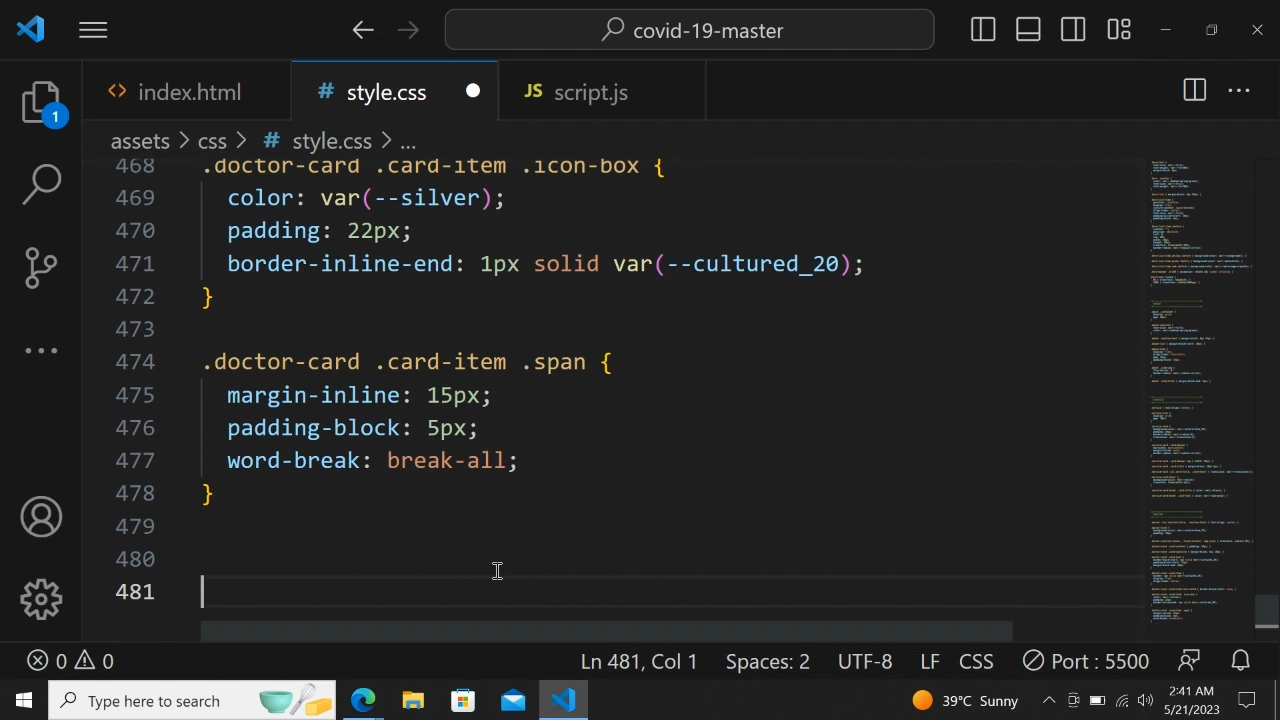 covid-19-master
index.html
style.css
JS script.js
1
assets > css > # style.css > ...
468 .doctor-card .card-item .icon-box {
469 color: var(--silver);
470 padding: 22px;
471 border-inline-end: 1px solid var(--cultured_20);
472 }
473
474 .doctor-card .card-item .span {
475 margin-inline: 15px;
476 padding-block: 5px;
477 word-break: break-all;
478 }
479
480
481
0 0
Ln 481, Col 1 Spaces: 2 UTF-8 LF CSS Port : 5500
Type here to search
39°C Sunny
2:41 AM
5/21/2023